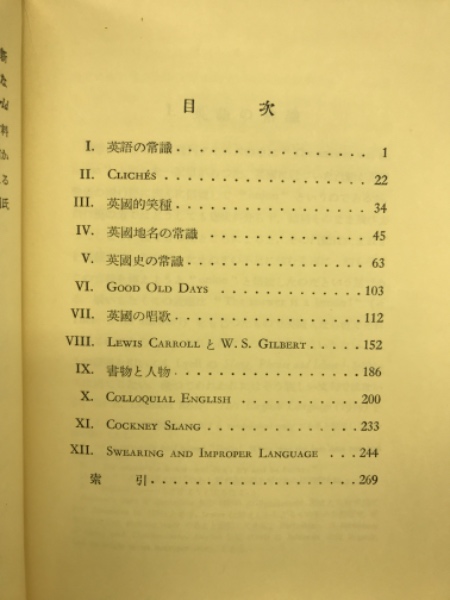 目 次
I. 英語の常識 . . . . . . . . . . . . . . . . . 1
II. CLICHÉS . . . . . . . . . . . . . . . . . 22
III. 英國的笑種 . . . . . . . . . . . . . . . . 34
IV. 英國地名の常識 . . . . . . . . . . . . . . 45
V. 英國史の常識 . . . . . . . . . . . . . . . 63
VI. GOOD OLD DAYS . . . . . . . . . . . . . 103
VII. 英國の唱歌 . . . . . . . . . . . . . . . . 112
VIII. LEWIS CARROLL と W. S. GILBERT . . . . . 152
IX. 書物と人物 . . . . . . . . . . . . . . . . 186
X. COLLOQUIAL ENGLISH . . . . . . . . . . . 200
XI. COCKNEY SLANG . . . . . . . . . . . . . 233
XII. SWEARING AND IMPROPER LANGUAGE . . . 244
索 引 . . . . . . . . . . . . . . . . . . . 269